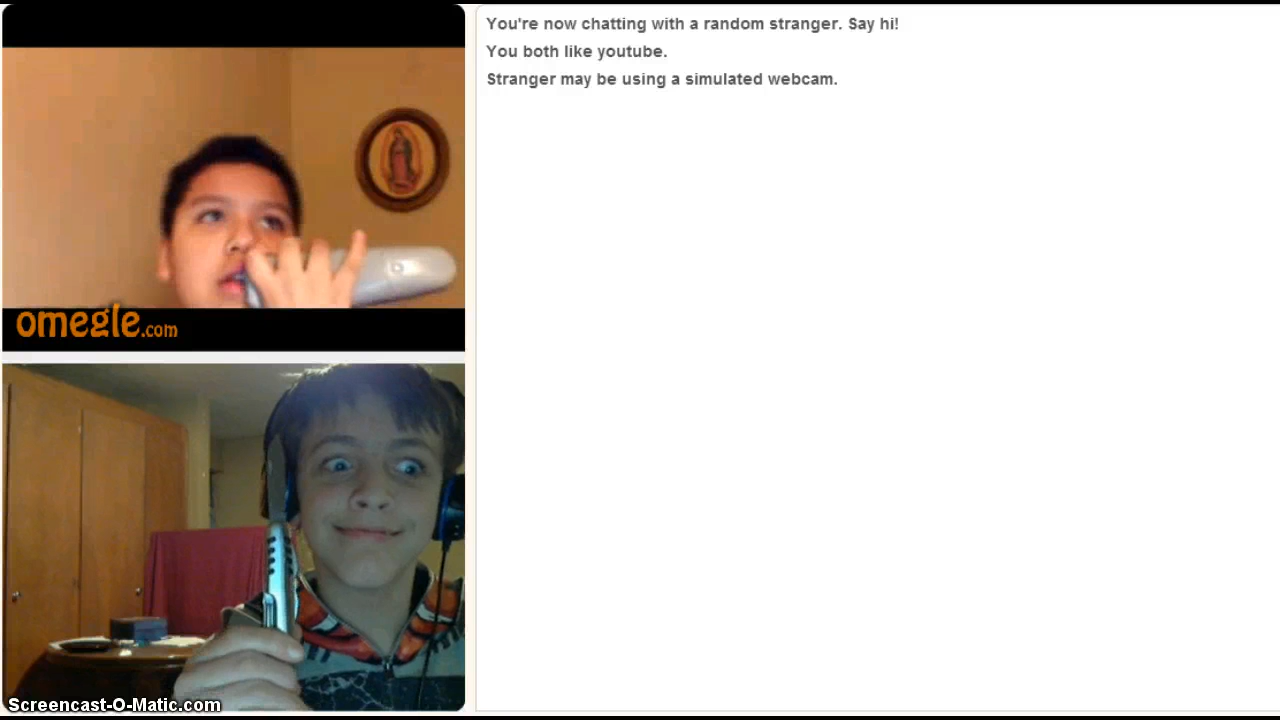 You're now chatting with a random stranger. Say hi!
You both like youtube.
Stranger may be using a simulated webcam.
omegle.com
Screencast-O-Matic.com